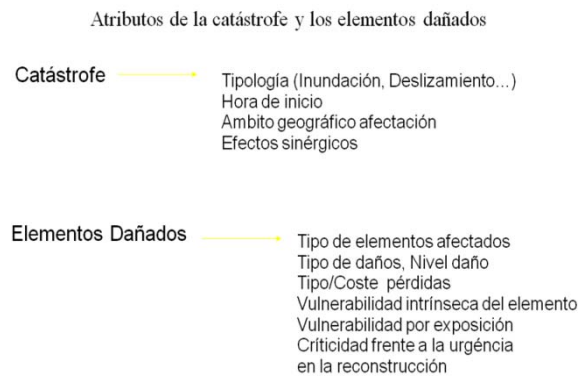 Atributos de la catástrofe y los elementos dañados
Catástrofe
Tipología (Inundación, Deslizamiento...)
Hora de inicio
Ambito geográfico afectación
Efectos sinérgicos
Elementos Dañados
Tipo de elementos afectados
Tipo de daños, Nivel daño
Tipo/Coste pérdidas
Vulnerabilidad intrínseca del elemento
Vulnerabilidad por exposición
Críticidad frente a la urgéncia
en la reconstrucción